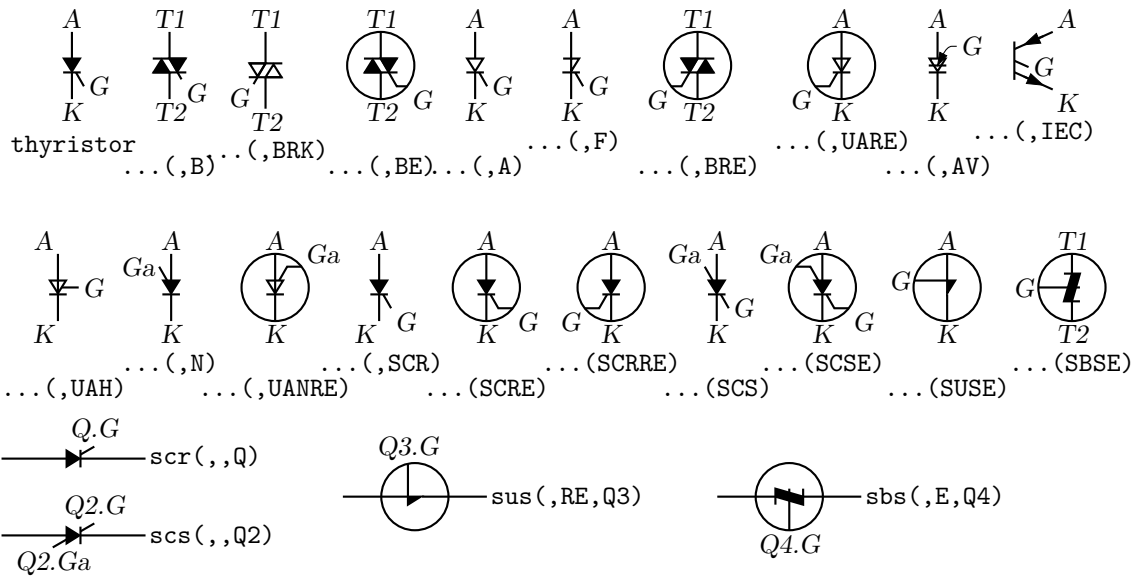 A T1 T1 T1 A A T1 A A A
G G G G G G G G G G
K T2 T2 T2 K K T2 K K K
thyristor ...(,B) ...(,BRK) ...(,BE) ...(,A) ...(,F) ...(,BRE) ...(,UARE) ...(,AV) ...(,IEC)
A A A A A A A A A T1
G Ga Ga G G G Ga Ga G G G G
K K K K K K K K K T2
...(,UAH) ...(,N) ...(,UANRE) ...(,SCR) ...(SCRE) ...(SCRRE) ...(SCS) ...(SCSE) ...(SUSE) ...(SBSE)
Q.G
scr(,,Q)
Q2.G
scs(,,Q2)
Q2.Ga
Q3.G
sus(,RE,Q3)
sbs(,E,Q4)
Q4.G